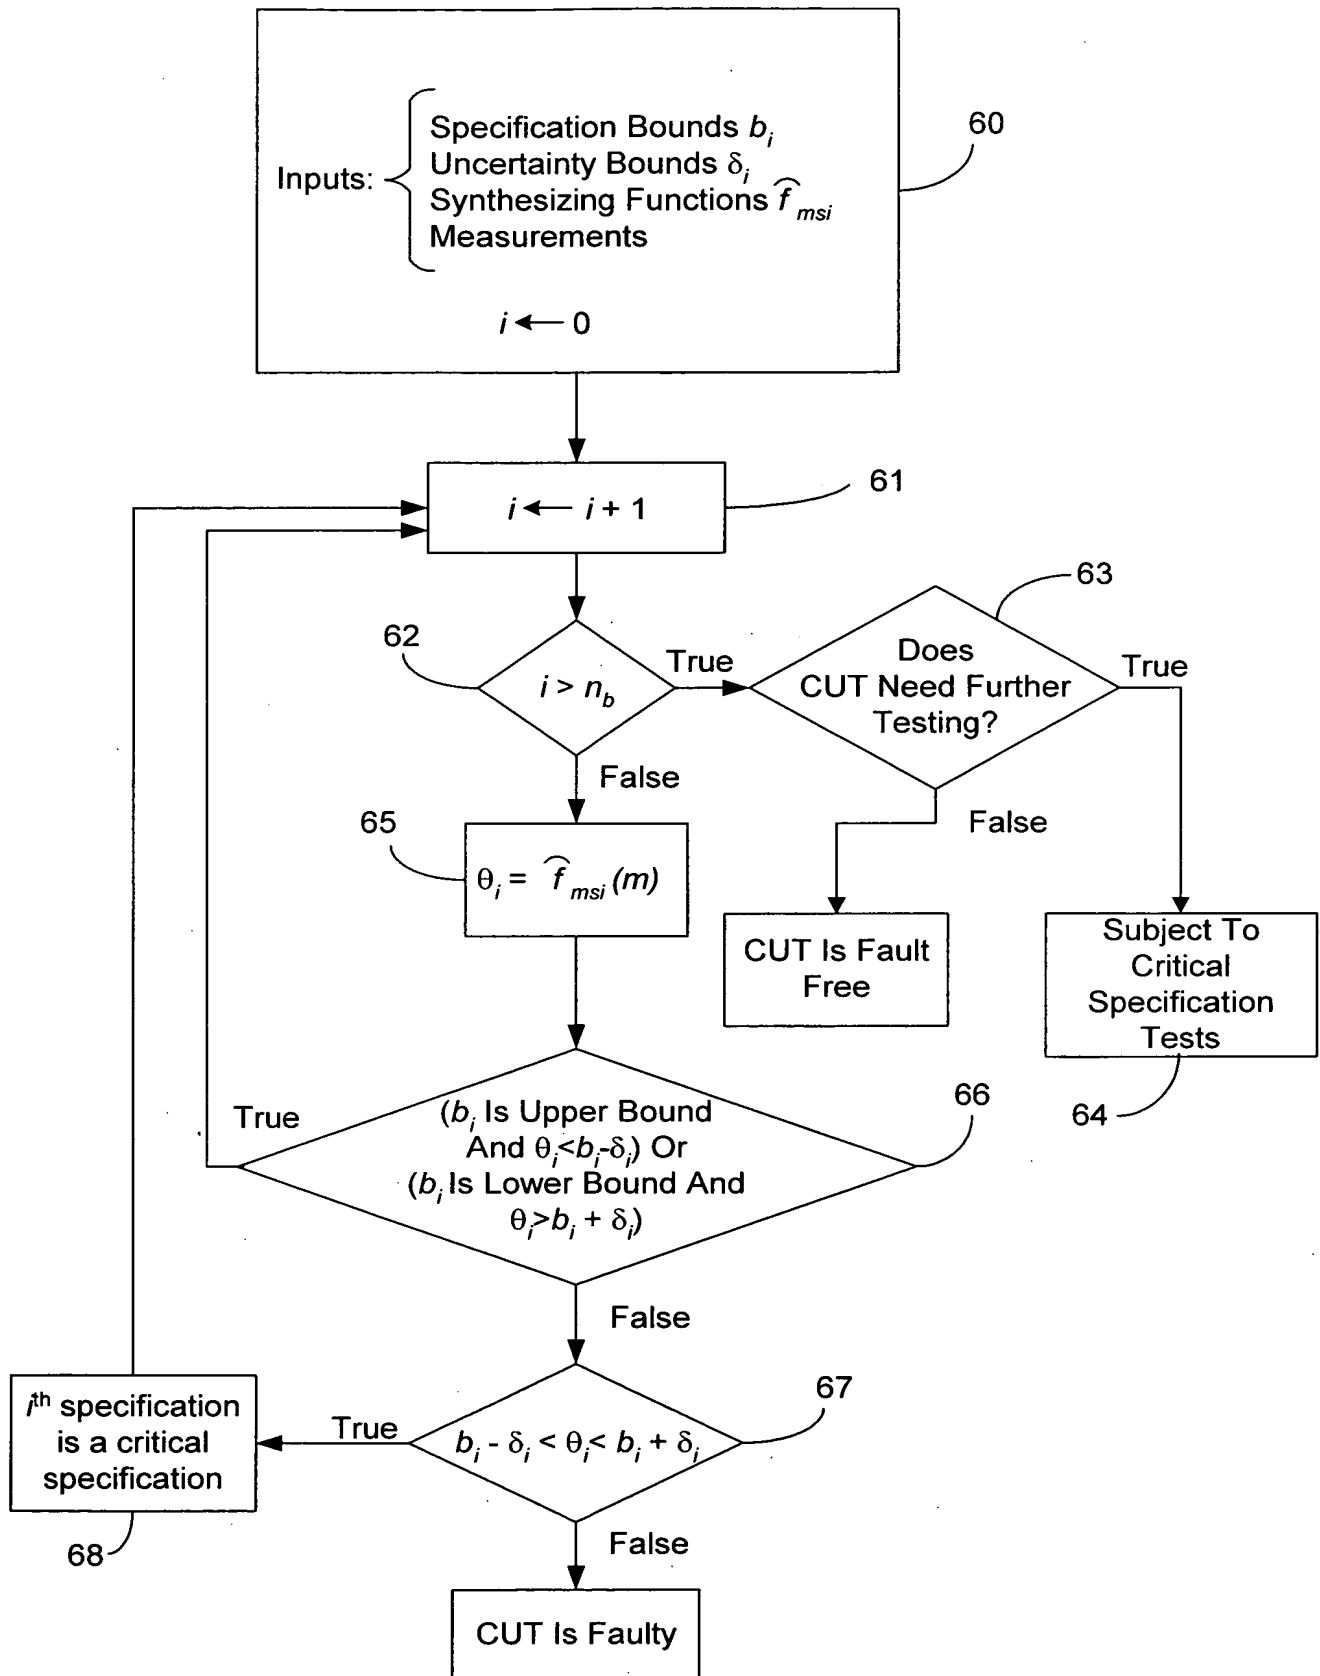 Specification Bounds b_i
60
Uncertainty Bounds δ_i
Inputs:
Synthesizing Functions f̂_msi
Measurements
i ← 0
61
i ← i + 1
63
62
True
Does
True
i > n_b
CUT Need Further
Testing?
False
65
False
θ_i = f̂_msi (m)
CUT Is Fault
Free
Subject To
Critical
Specification
Tests
64
66
True
(b_i Is Upper Bound
And θ_i<b_i-δ_i) Or
(b_i Is Lower Bound And
θ_i>b_i + δ_i)
False
67
i^th specification
is a critical
specification
True
b_i - δ_i < θ_i < b_i + δ_i
68
False
CUT Is Faulty